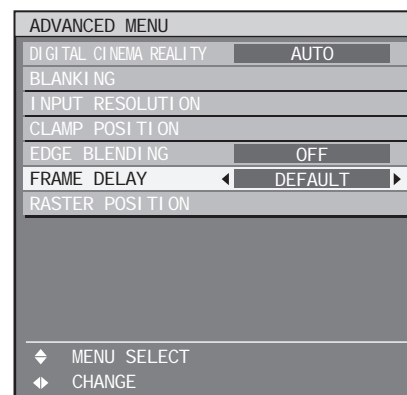 ADVANCED MENU
DIGITAL CINEMA REALITY AUTO
BLANKING
INPUT RESOLUTION
CLAMP POSITION
EDGE BLENDING OFF
FRAME DELAY DEFAULT
RASTER POSITION
MENU SELECT
CHANGE